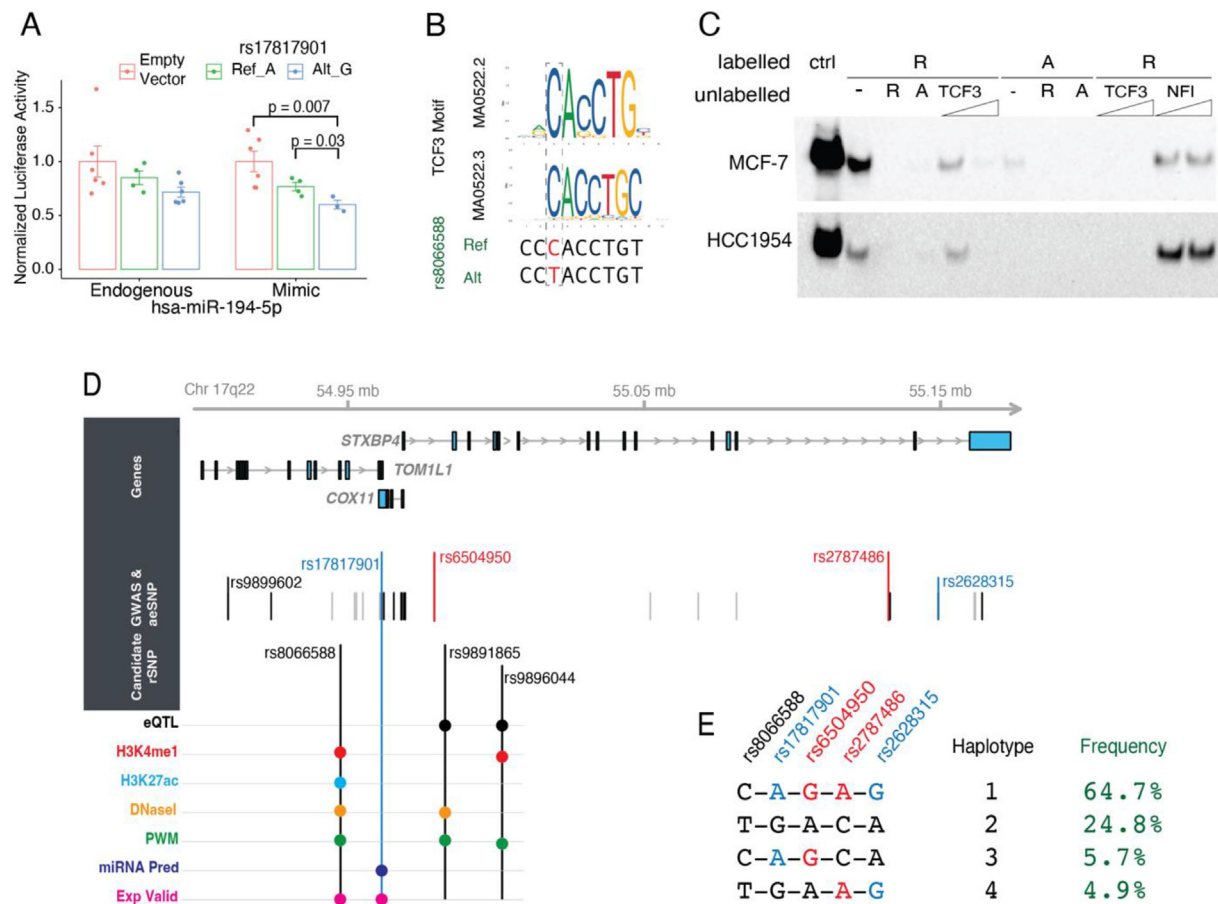 A
rs17817901
Empty Vector
Ref_A
Alt_G
Normalized Luciferase Activity
1.5
1.0
0.5
0.0
p = 0.007
p = 0.03
Endogenous
Mimic
hsa-miR-194-5p
B
TCF3 Motif
MA0522.2
CACCTG
MA0522.3
CACCTGC
rs8066588
Ref CCCACCTGT
Alt CCTACCTGT
C
labelled ctrl R A R
unlabelled - R A TCF3 - R A TCF3 NFI
MCF-7
HCC1954
D
Chr 17q22 54.95 mb 55.05 mb 55.15 mb
Genes
STXBP4
TOM1L1
COX11
GWAS & aeSNP
rs9899602
rs17817901
rs6504950
rs2787486
rs2628315
Candidate rSNP
rs8066588
rs9891865
rs9896044
eQTL
H3K4me1
H3K27ac
DNaseI
PWM
miRNA Pred
Exp Valid
E
rs8066588
rs17817901
rs6504950
rs2787486
rs2628315
Haplotype Frequency
C-A-G-A-G 1 64.7%
T-G-A-C-A 2 24.8%
C-A-G-C-A 3 5.7%
T-G-A-A-G 4 4.9%